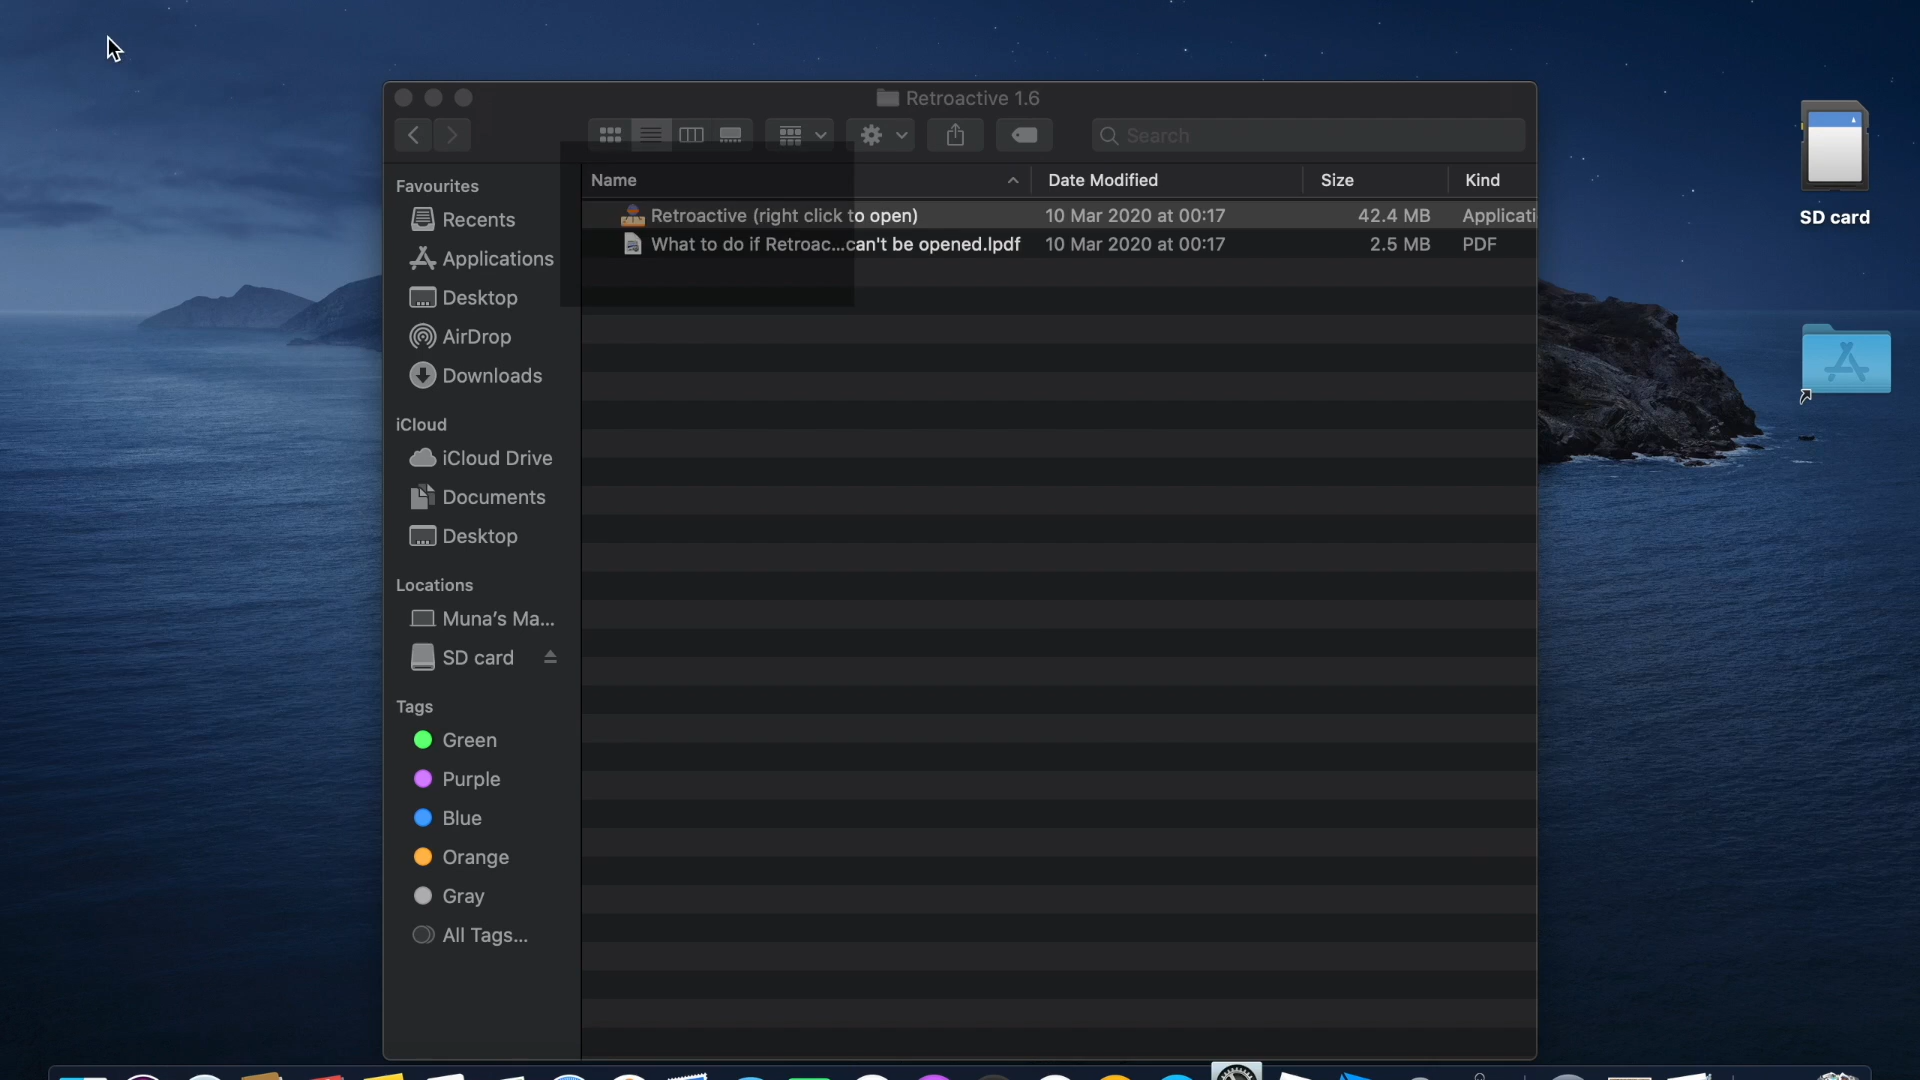 Retroactive 1.6
Search
Favourites
Recents
Applications
Desktop
AirDrop
Downloads
iCloud
iCloud Drive
Documents
Desktop
Locations
Muna's Ma...
SD card
Tags
Green
Purple
Blue
Orange
Gray
All Tags...
Name Date Modified Size Kind
Retroactive (right click to open) 10 Mar 2020 at 00:17 42.4 MB Applicati
What to do if Retroac...can't be opened.lpdf 10 Mar 2020 at 00:17 2.5 MB PDF
SD card